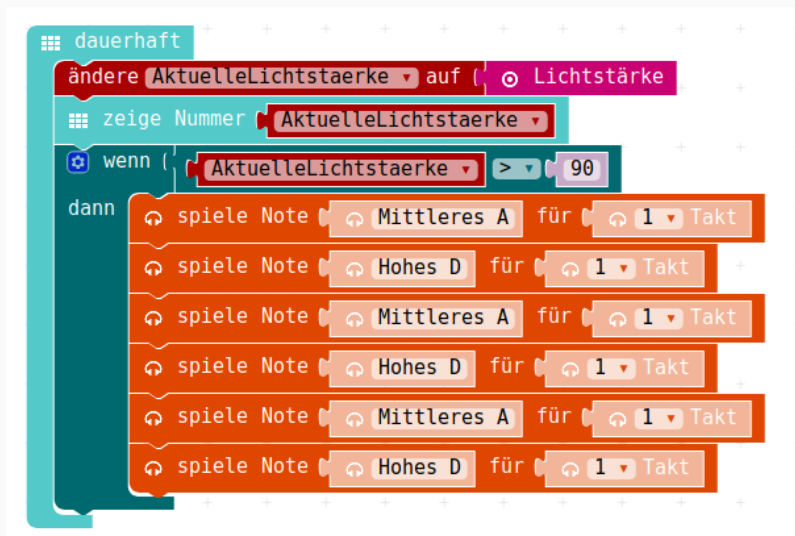 dauerhaft
ändere AktuelleLichtstaerke auf Lichtstärke
zeige Nummer AktuelleLichtstaerke
wenn AktuelleLichtstaerke > 90
dann spiele Note Mittleres A für 1 Takt
spiele Note Hohes D für 1 Takt
spiele Note Mittleres A für 1 Takt
spiele Note Hohes D für 1 Takt
spiele Note Mittleres A für 1 Takt
spiele Note Hohes D für 1 Takt